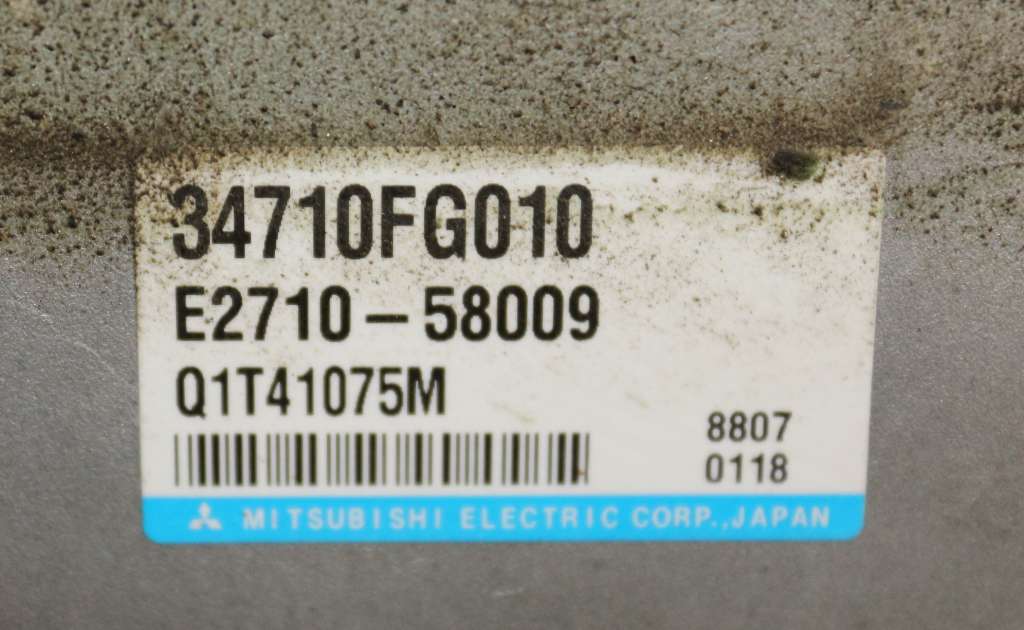 34710FG010
E2710-58009
Q1T41075M
8807
0118
MITSUBISHI ELECTRIC CORP.,JAPAN